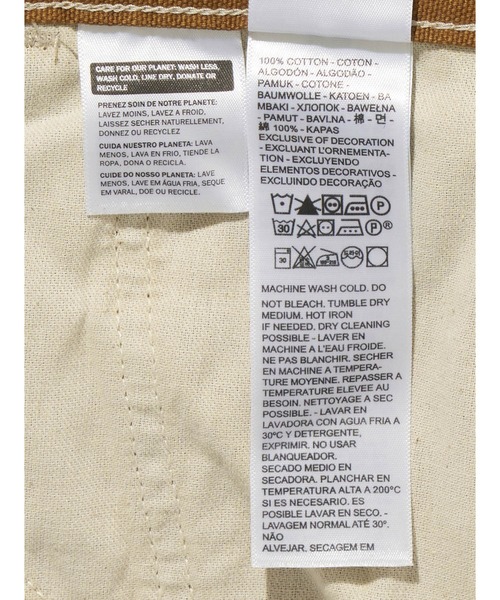 CARE FOR OUR PLANET: WASH LESS,
WASH COLD, LINE DRY, DONATE OR
RECYCLE
PRENEZ SOIN DE NOTRE PLANETE:
LAVEZ MOINS, LAVEZ A FROID,
LAISSEZ SECHER NATURELLEMENT,
DONNEZ OU RECYCLEZ
CUIDA NUESTRO PLANETA: LAVA
MENOS, LAVA EN FRIO, TIENDE LA
ROPA, DONA O RECICLA.
CUIDE DO NOSSO PLANETA: LAVE
MENOS, LAVE EM ÁGUA FRIA, SEQUE
EM VARAL, DOE OU RECICLE.
100% COTTON - COTON -
ALGODÓN - ALGODÃO -
PAMUK - COTONE -
BAUMWOLLE - KATOEN - BA
MBAKI - ХЛОПОК - BAWEŁNA
- PAMUT - BAVLNA - 棉 - 면 -
綿 100% - KAPAS
EXCLUSIVE OF DECORATION
- EXCLUANT L'ORNEMENTA-
TION - EXCLUYENDO
ELEMENTOS DECORATIVOS -
EXCLUINDO DECORAÇÃO
P
30 P®
30
MACHINE WASH COLD. DO
NOT BLEACH. TUMBLE DRY
MEDIUM. HOT IRON
IF NEEDED. DRY CLEANING
POSSIBLE - LAVER EN
MACHINE A L'EAU FROIDE.
NE PAS BLANCHIR. SECHER
EN MACHINE A TEMPERA-
TURE MOYENNE. REPASSER A
TEMPERATURE ELEVEE AU
BESOIN. NETTOYAGE A SEC
POSSIBLE. - LAVAR EN
LAVADORA CON AGUA FRIA A
30ºC Y DETERGENTE,
EXPRIMIR. NO USAR
BLANQUEADOR.
SECADO MEDIO EN
SECADORA. PLANCHAR EN
TEMPERATURA ALTA A 200°C
SI ES NECESARIO. ES
POSIBLE LAVAR EN SECO. -
LAVAGEM NORMAL ATÉ 30°.
NÃO
ALVEJAR. SECAGEM EM